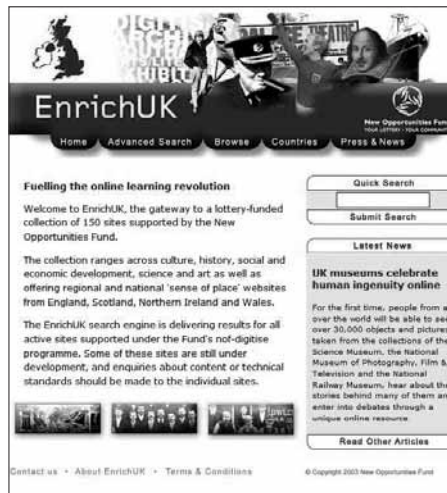 EnrichUK
New Opportunities Fund
YOUR LOTTERY · YOUR COMMUNITY
Home Advanced Search Browse Countries Press & News
Fuelling the online learning revolution
Welcome to EnrichUK, the gateway to a lottery-funded
collection of 150 sites supported by the New
Opportunities Fund.
The collection ranges across culture, history, social and
economic development, science and art as well as
offering regional and national 'sense of place' websites
from England, Scotland, Northern Ireland and Wales.
The EnrichUK search engine is delivering results for all
active sites supported under the Fund's nof-digitise
programme. Some of these sites are still under
development, and enquiries about content or technical
standards should be made to the individual sites.
Quick Search
Submit Search
Latest News
UK museums celebrate
human ingenuity online
For the first time, people from a
over the world will be able to see
over 30,000 objects and pictures
taken from the collections of the
Science Museum, the National
Museum of Photography, Film &
Television and the National
Railway Museum, hear about the
stories behind many of them an
enter into debates through a
unique online resource.
Read Other Articles
Contact us • About EnrichUK • Terms & Conditions
© Copyright 2003 New Opportunities Fund